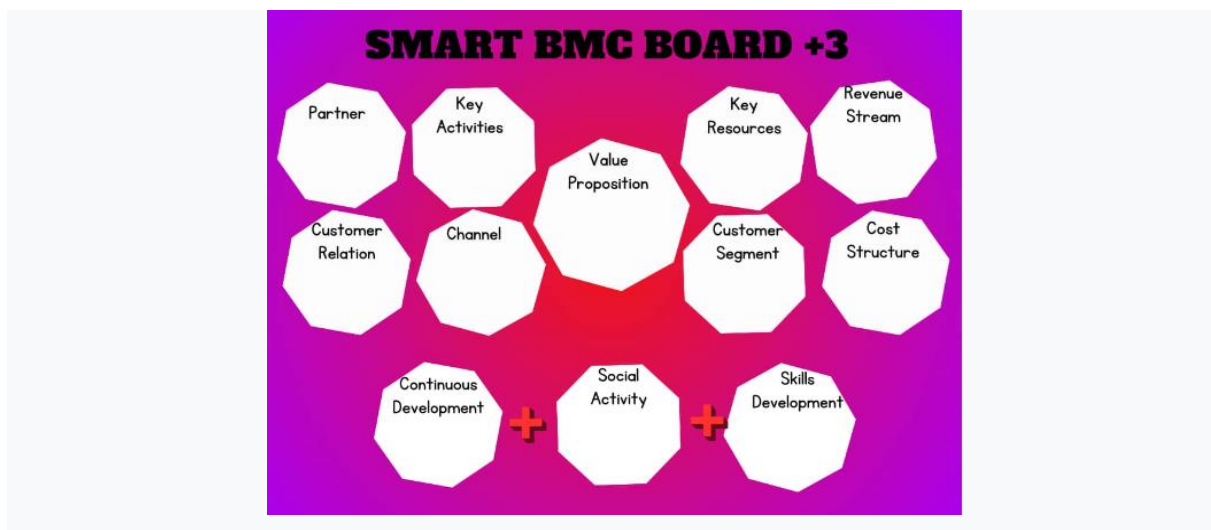 SMART BMC BOARD +3
Partner
Key
Activities
Value
Proposition
Key
Resources
Revenue
Stream
Customer
Relation
Channel
Customer
Segment
Cost
Structure
Continuous
Development
+
Social
Activity
+
Skills
Development